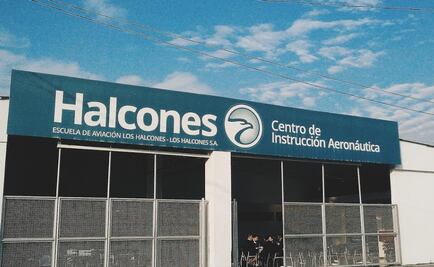 Halcones
ESCUELA DE AVIACIÓN LOS HALCONES - LOS HALCONES S.A.
Centro de
Instrucción Aeronáutica